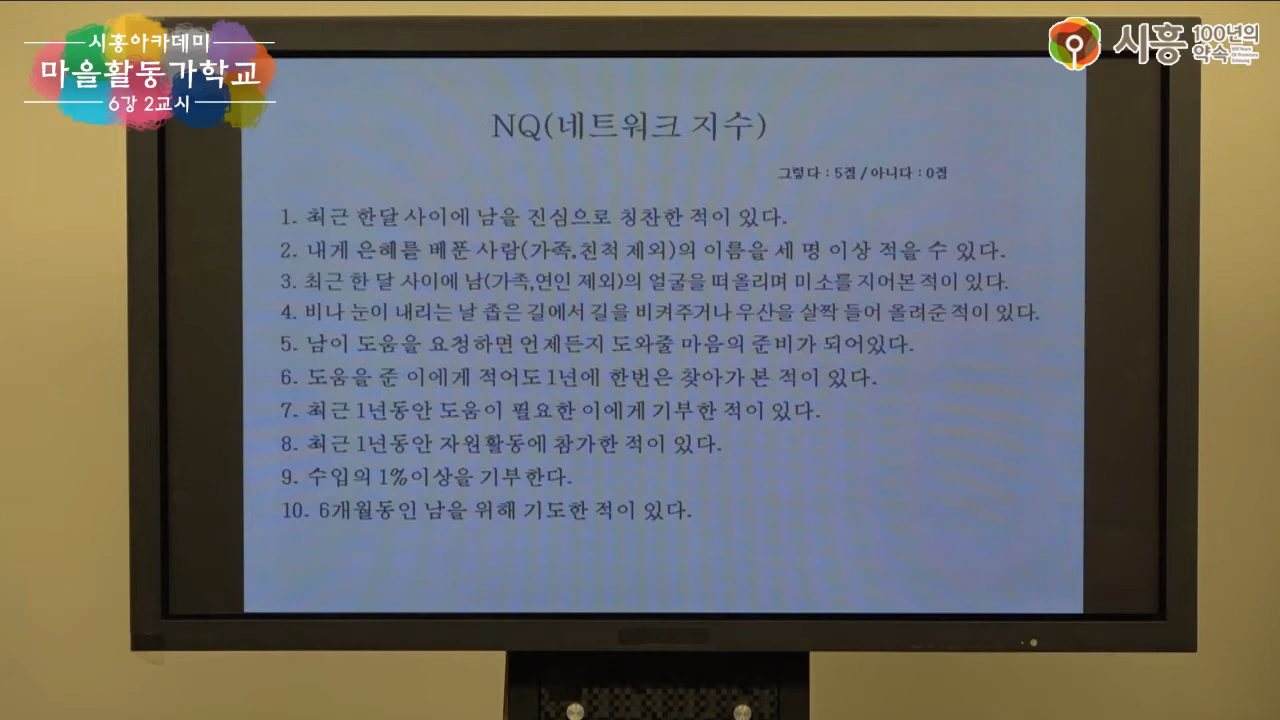 시흥아카데미
마을활동가학교
6강 2교시
시흥 100년의 약속
NQ(네트워크 지수)
그렇다 : 5점 / 아니다 : 0점
1. 최근 한달 사이에 남을 진심으로 칭찬한 적이 있다.
2. 내게 은혜를 베푼 사람(가족.친척 제외)의 이름을 세 명 이상 적을 수 있다.
3. 최근 한 달 사이에 남(가족,연인 제외)의 얼굴을 떠올리며 미소를 지어본 적이 있다.
4. 비나 눈이 내리는 날 좁은 길에서 길을 비켜주거나 우산을 살짝 들어 올려준 적이 있다.
5. 남이 도움을 요청하면 언제든지 도와줄 마음의 준비가 되어있다.
6. 도움을 준 이에게 적어도 1년에 한번은 찾아가 본 적이 있다.
7. 최근 1년동안 도움이 필요한 이에게 기부한 적이 있다.
8. 최근 1년동안 자원활동에 참가한 적이 있다.
9. 수입의 1%이상을 기부한다.
10. 6개월동인 남을 위해 기도한 적이 있다.